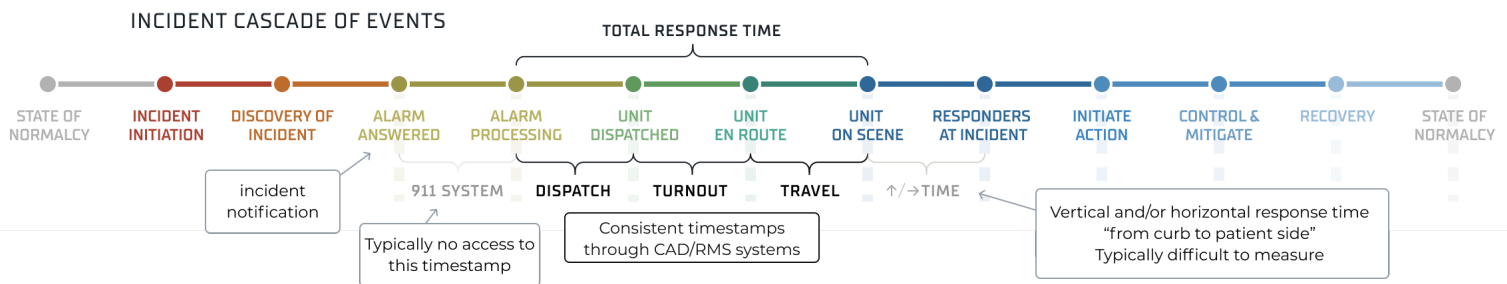 INCIDENT CASCADE OF EVENTS
TOTAL RESPONSE TIME
STATE OF
NORMALCY
INCIDENT
INITIATION
DISCOVERY OF
INCIDENT
ALARM
ANSWERED
ALARM
PROCESSING
UNIT
DISPATCHED
UNIT
EN ROUTE
UNIT
ON SCENE
RESPONDERS
AT INCIDENT
INITIATE
ACTION
CONTROL &
MITIGATE
RECOVERY
STATE OF
NORMALCY
911 SYSTEM
DISPATCH
TURNOUT
TRAVEL
↑/→TIME
incident
notification
Typically no access to
this timestamp
Consistent timestamps
through CAD/RMS systems
Vertical and/or horizontal response time
“from curb to patient side”
Typically difficult to measure